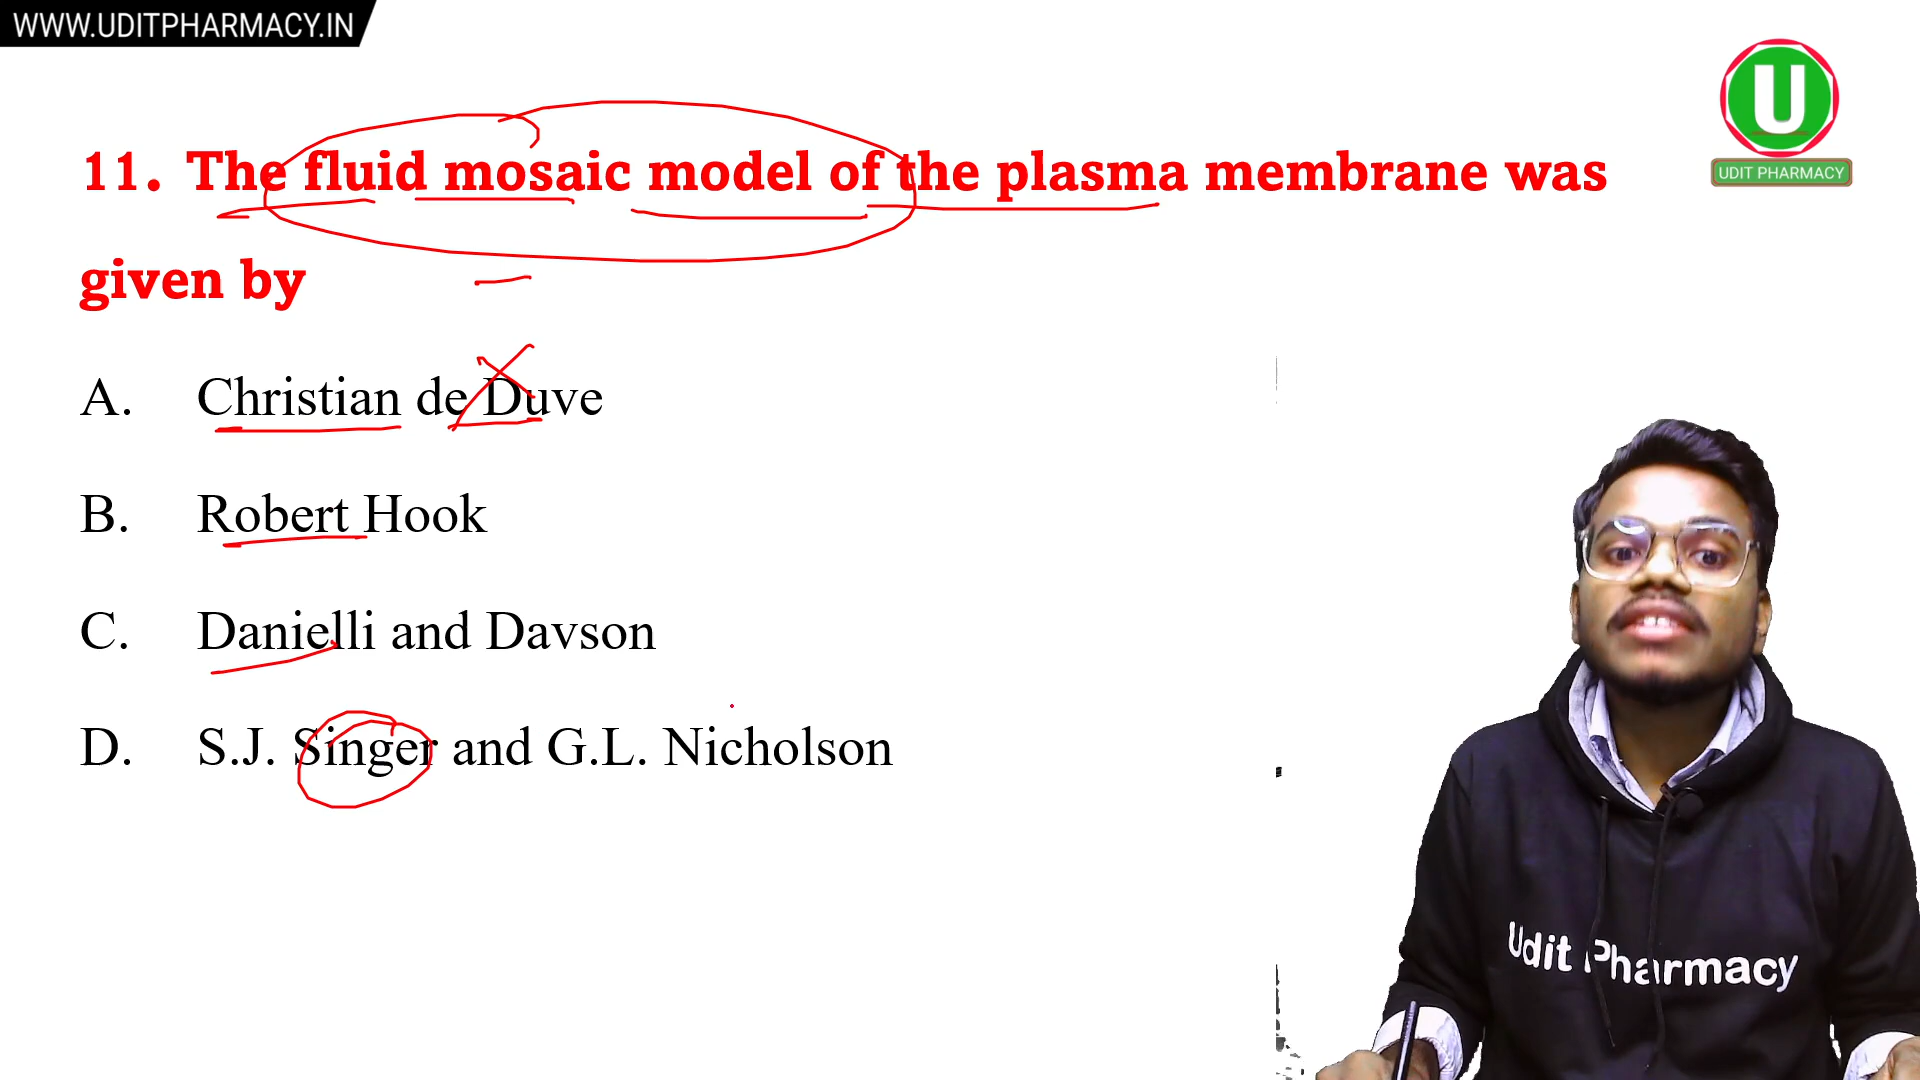 WWW.UDITPHARMACY.IN
U
UDIT PHARMACY
11. The fluid mosaic model of the plasma membrane was
given by
A. Christian de Duve
B. Robert Hook
C. Danielli and Davson
D. S.J. Singer and G.L. Nicholson
Udit Pharmacy